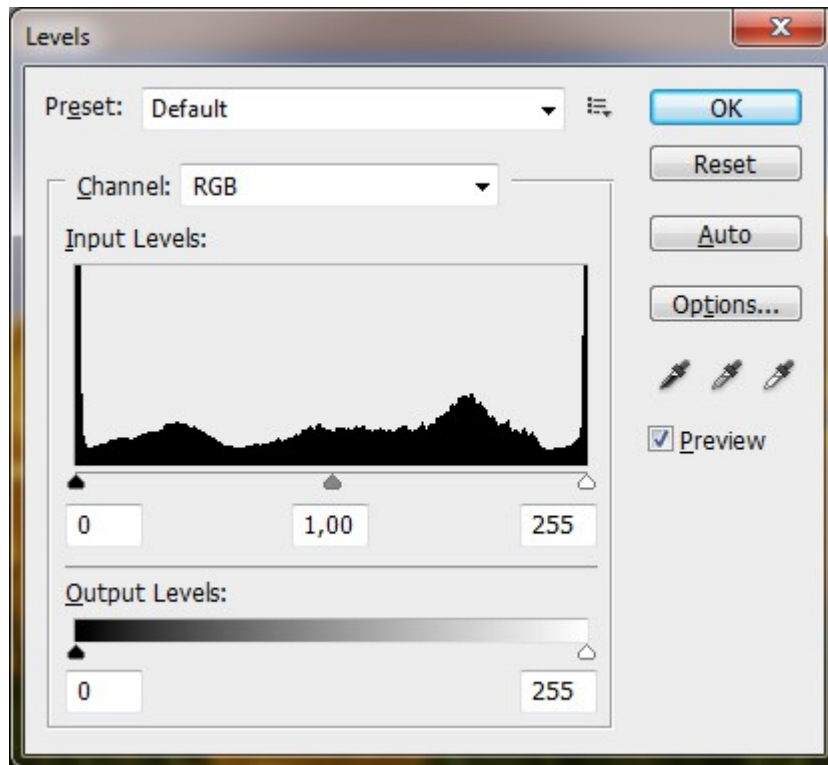 Levels
Preset: Default
OK
Channel: RGB
Reset
Input Levels:
Auto
Options...
Preview
0 1,00 255
Output Levels:
0 255